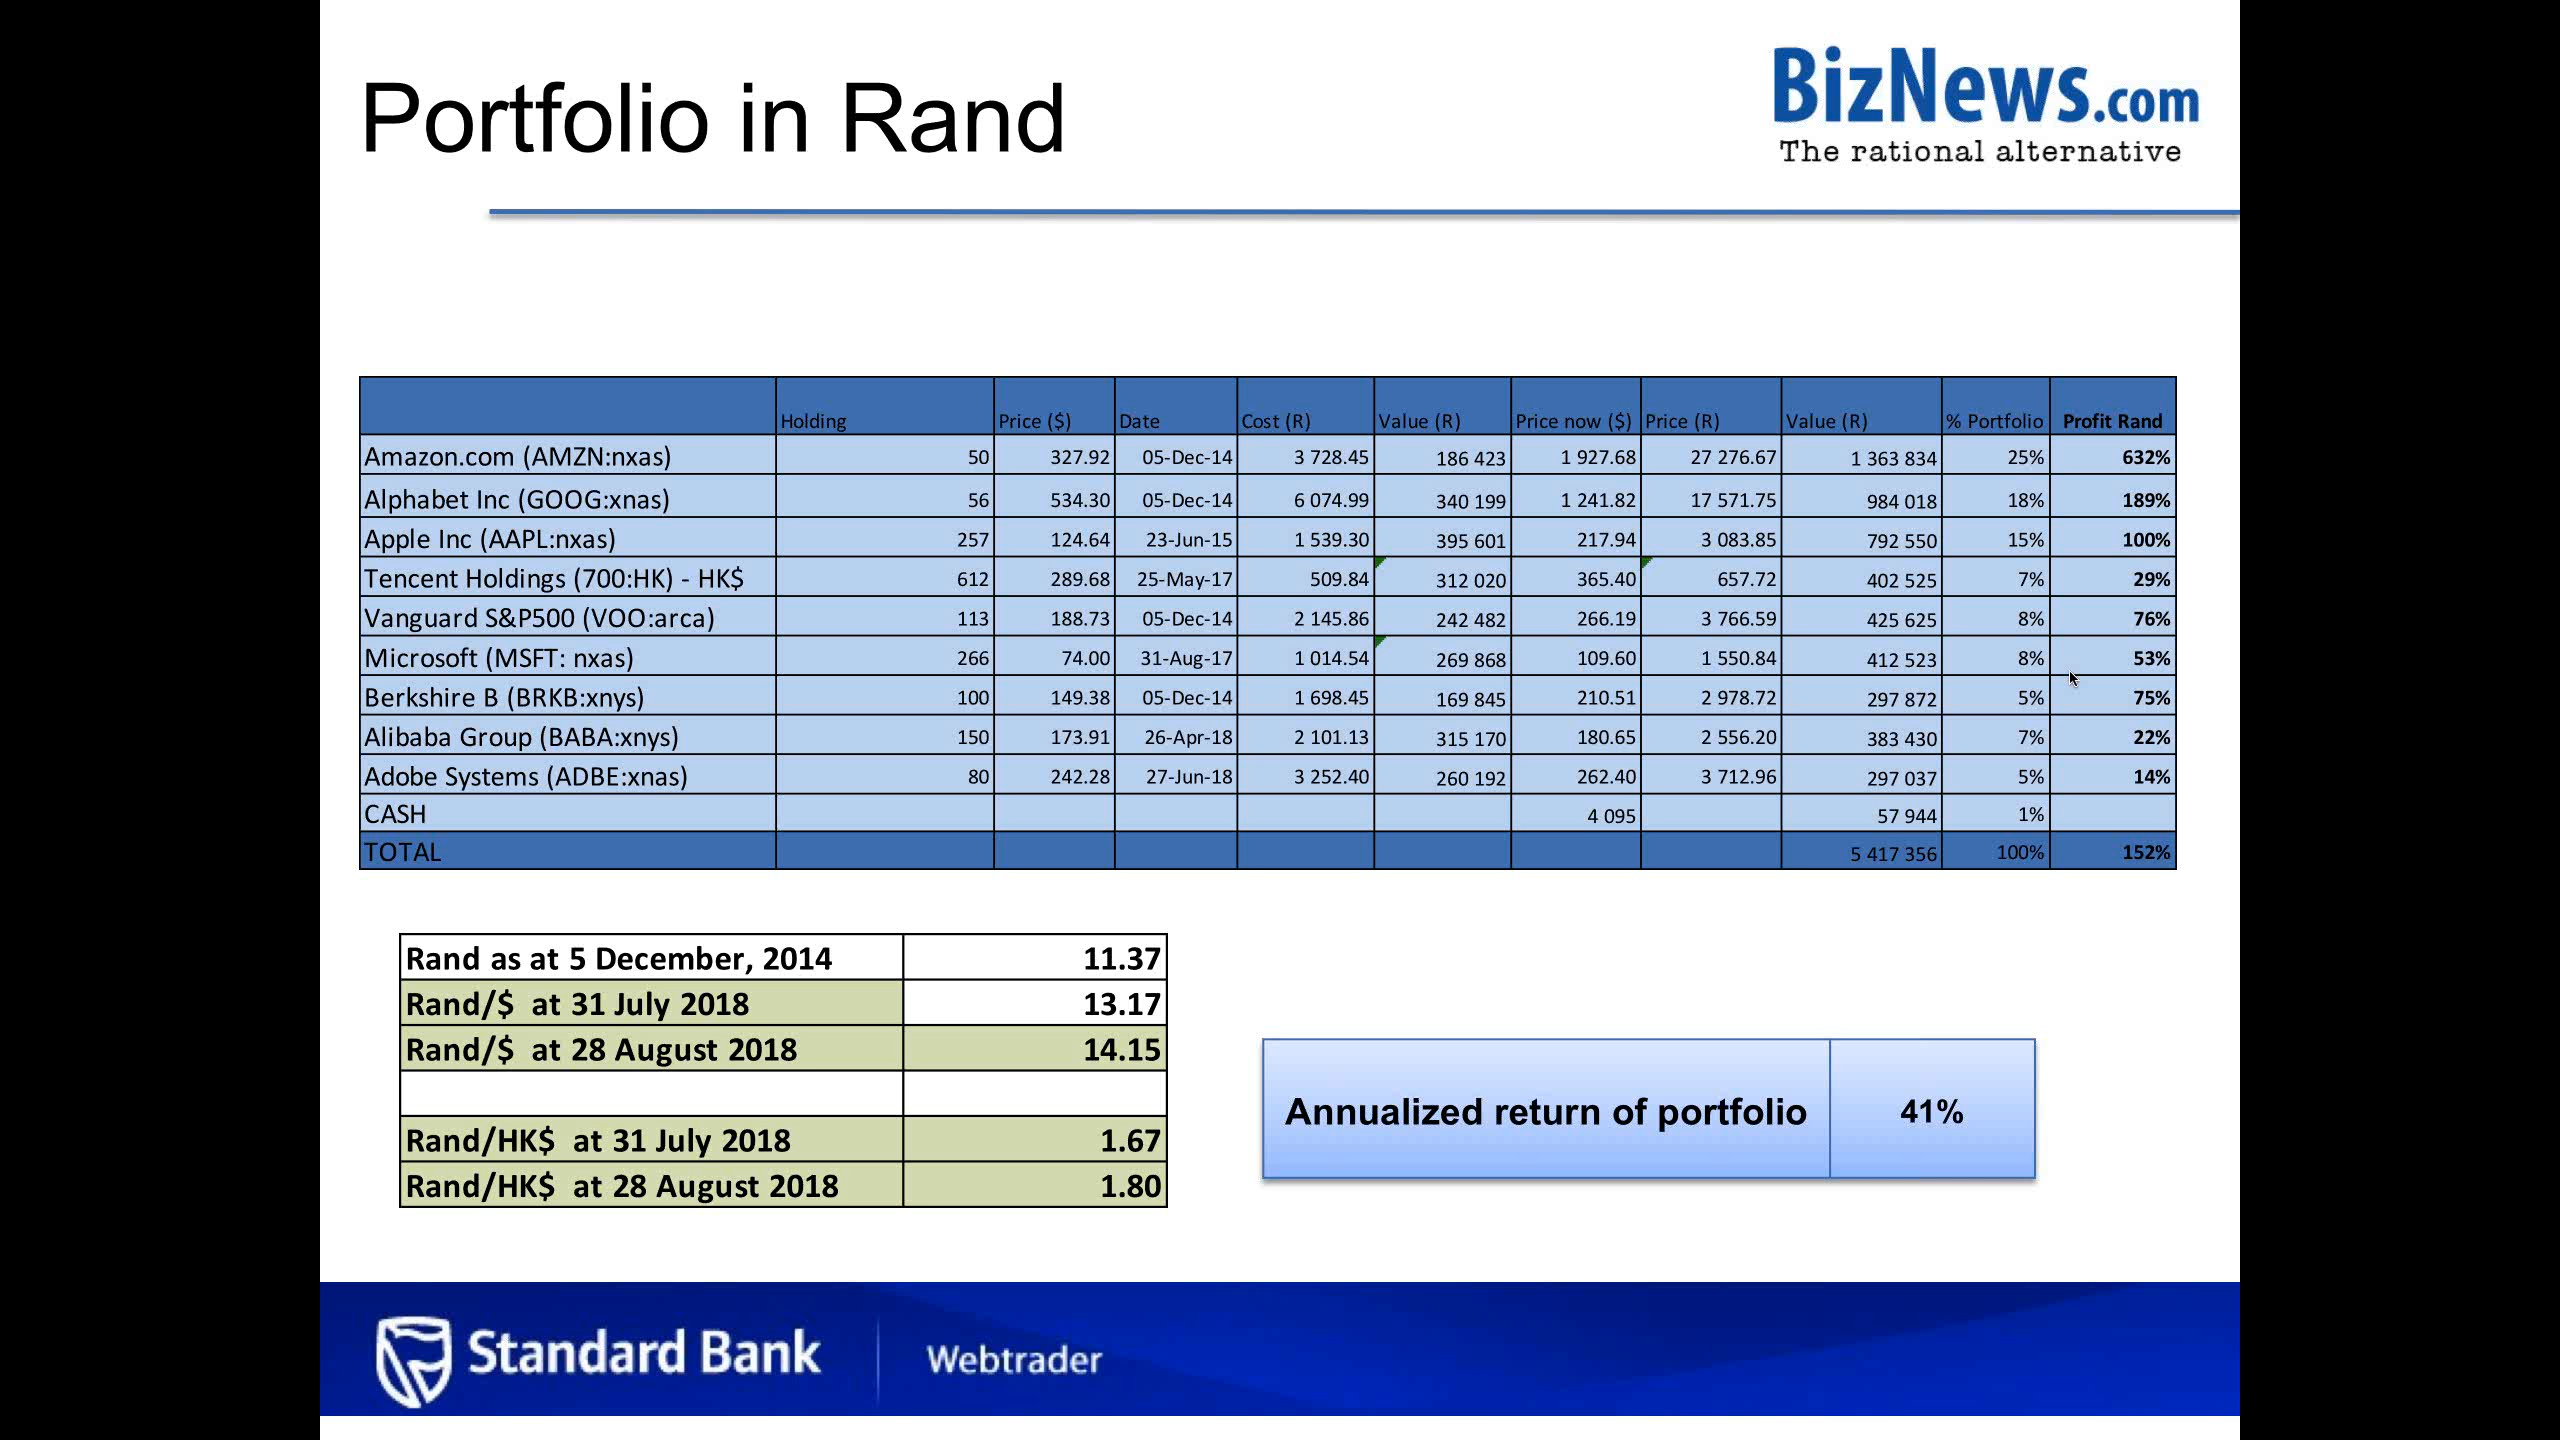 Portfolio in Rand
BizNews.com
The rational alternative
Holding Price ($) Date Cost (R) Value (R) Price now ($) Price (R) Value (R) % Portfolio Profit Rand
Amazon.com (AMZN:nxas) 50 327.92 05-Dec-14 3 728.45 186 423 1 927.68 27 276.67 1 363 834 25% 632%
Alphabet Inc (GOOG:xnas) 56 534.30 05-Dec-14 6 074.99 340 199 1 241.82 17 571.75 984 018 18% 189%
Apple Inc (AAPL:nxas) 257 124.64 23-Jun-15 1 539.30 395 601 217.94 3 083.85 792 550 15% 100%
Tencent Holdings (700:HK) - HK$ 612 289.68 25-May-17 509.84 312 020 365.40 657.72 402 525 7% 29%
Vanguard S&P500 (VOO:arca) 113 188.73 05-Dec-14 2 145.86 242 482 266.19 3 766.59 425 625 8% 76%
Microsoft (MSFT: nxas) 266 74.00 31-Aug-17 1 014.54 269 868 109.60 1 550.84 412 523 8% 53%
Berkshire B (BRKB:xnys) 100 149.38 05-Dec-14 1 698.45 169 845 210.51 2 978.72 297 872 5% 75%
Alibaba Group (BABA:xnys) 150 173.91 26-Apr-18 2 101.13 315 170 180.65 2 556.20 383 430 7% 22%
Adobe Systems (ADBE:xnas) 80 242.28 27-Jun-18 3 252.40 260 192 262.40 3 712.96 297 037 5% 14%
CASH 4 095 57 944 1%
TOTAL 5 417 356 100% 152%
Rand as at 5 December, 2014 11.37
Rand/$ at 31 July 2018 13.17
Rand/$ at 28 August 2018 14.15
Rand/HK$ at 31 July 2018 1.67
Rand/HK$ at 28 August 2018 1.80
Annualized return of portfolio 41%
Standard Bank Webtrader